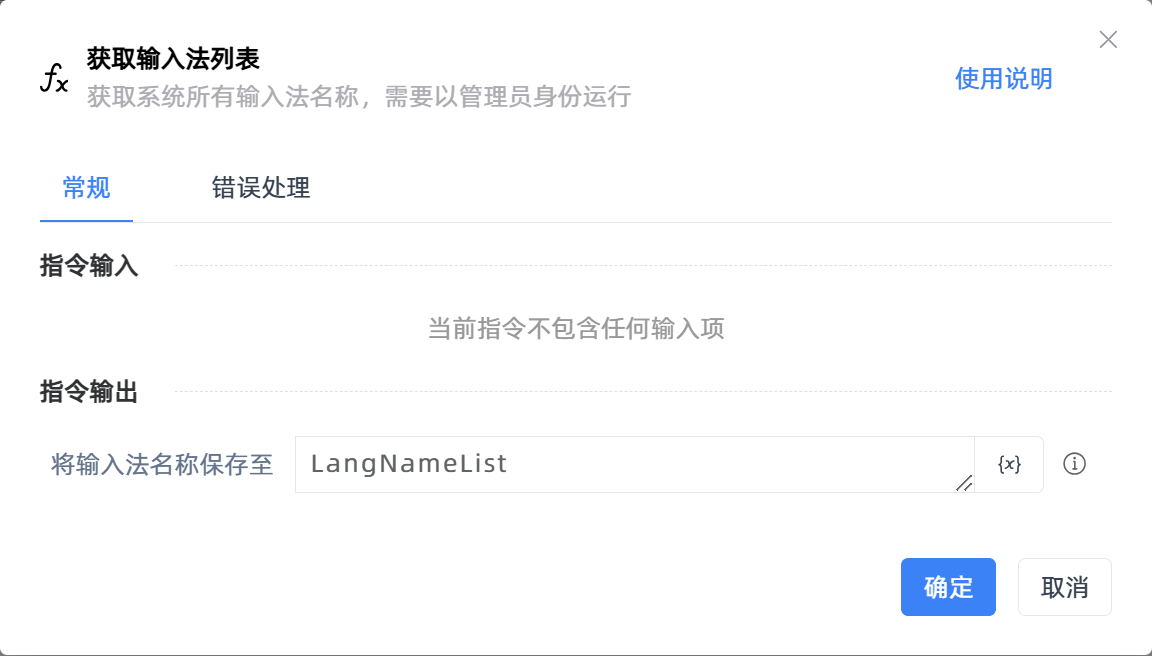 获取输入法列表
获取系统所有输入法名称，需要以管理员身份运行
使用说明
常规
错误处理
指令输入
当前指令不包含任何输入项
指令输出
将输入法名称保存至
LangNameList
{x}
确定
取消